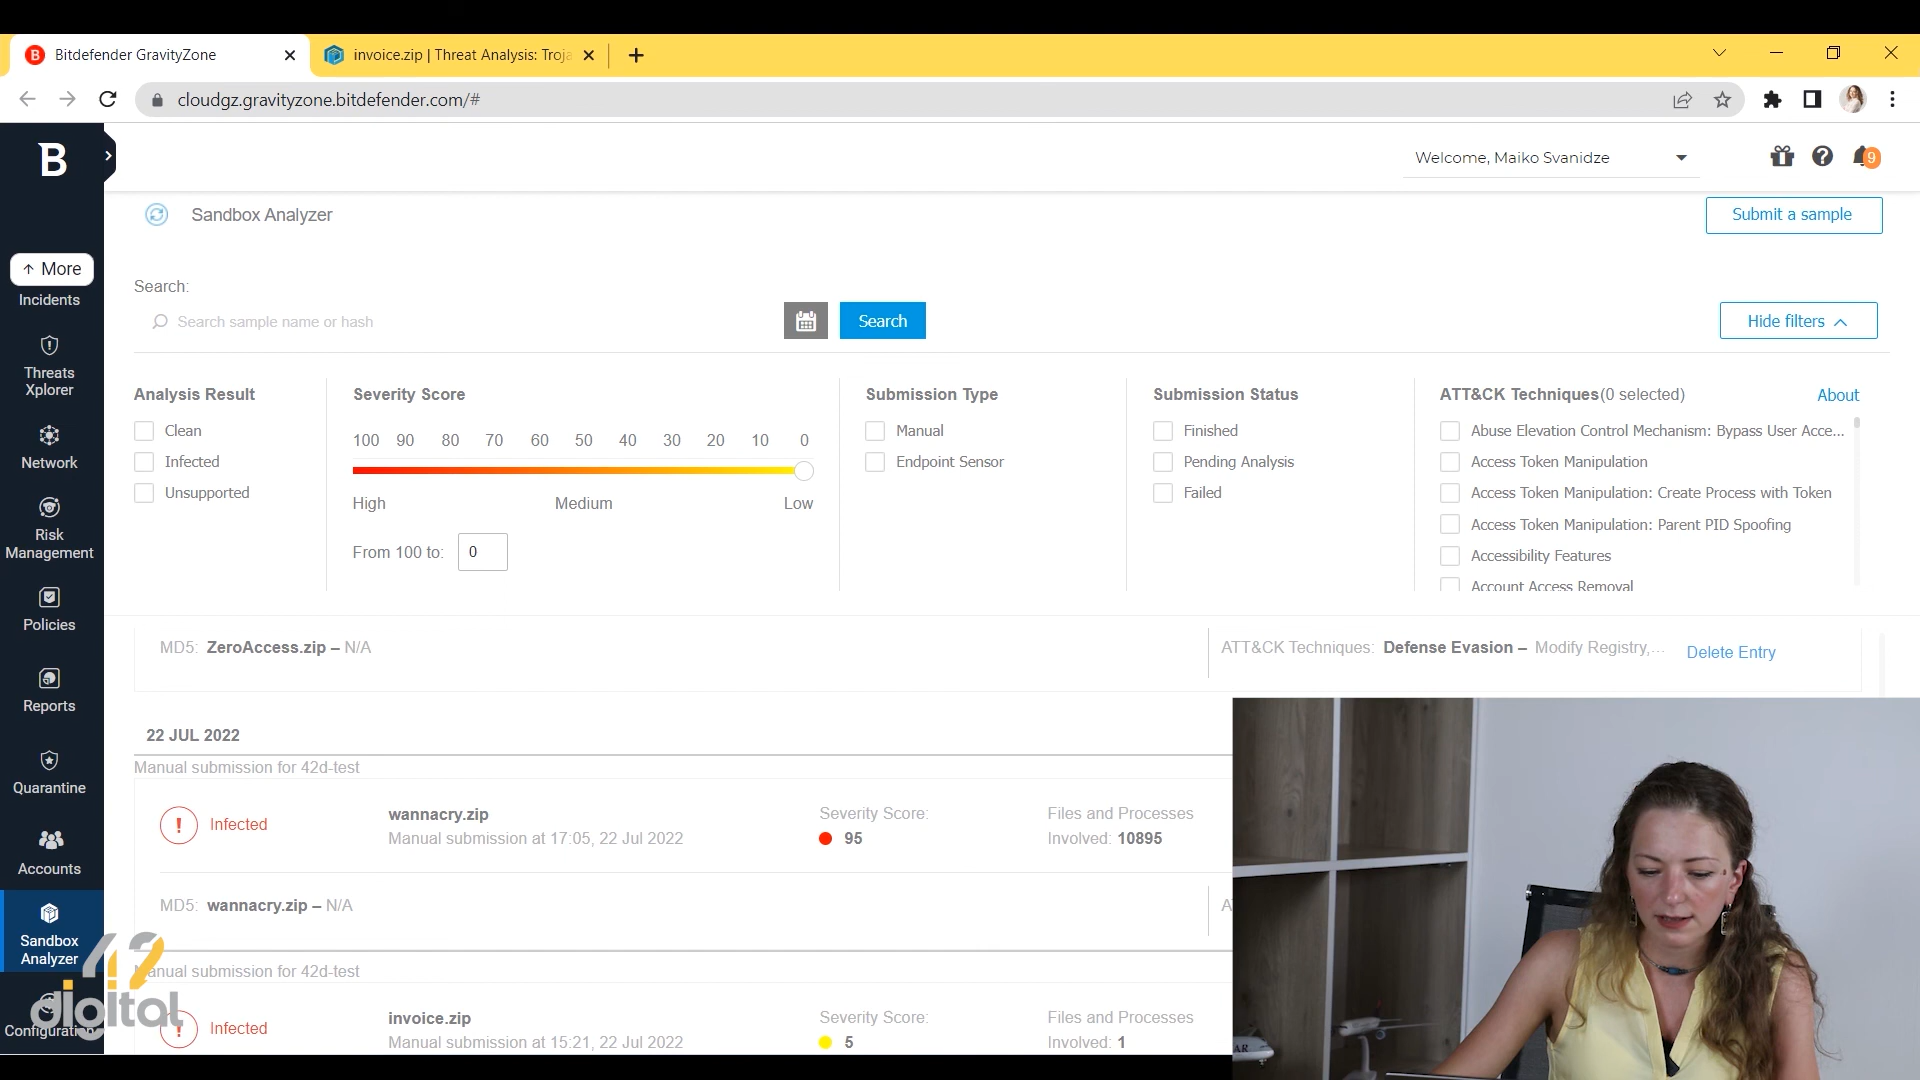 Bitdefender GravityZone
invoice.zip | Threat Analysis: Troja
cloudgz.gravityzone.bitdefender.com/#
B
Welcome, Maiko Svanidze
9
Sandbox Analyzer
Submit a sample
More
Incidents
Threats
Xplorer
Network
Risk
Management
Policies
Reports
Quarantine
Accounts
Sandbox
Analyzer
Configuration
Search:
Search sample name or hash
Search
Hide filters
Analysis Result
Clean
Infected
Unsupported
Severity Score
100 90 80 70 60 50 40 30 20 10 0
High Medium Low
From 100 to: 0
Submission Type
Manual
Endpoint Sensor
Submission Status
Finished
Pending Analysis
Failed
ATT&CK Techniques(0 selected) About
Abuse Elevation Control Mechanism: Bypass User Acce...
Access Token Manipulation
Access Token Manipulation: Create Process with Token
Access Token Manipulation: Parent PID Spoofing
Accessibility Features
Account Access Removal
MD5: ZeroAccess.zip – N/A
ATT&CK Techniques: Defense Evasion – Modify Registry,... Delete Entry
22 JUL 2022
Manual submission for 42d-test
Infected
wannacry.zip
Manual submission at 17:05, 22 Jul 2022
Severity Score:
95
Files and Processes
Involved: 10895
MD5: wannacry.zip – N/A
Manual submission for 42d-test
Infected
invoice.zip
Manual submission at 15:21, 22 Jul 2022
Severity Score:
5
Files and Processes
Involved: 1
42
digital